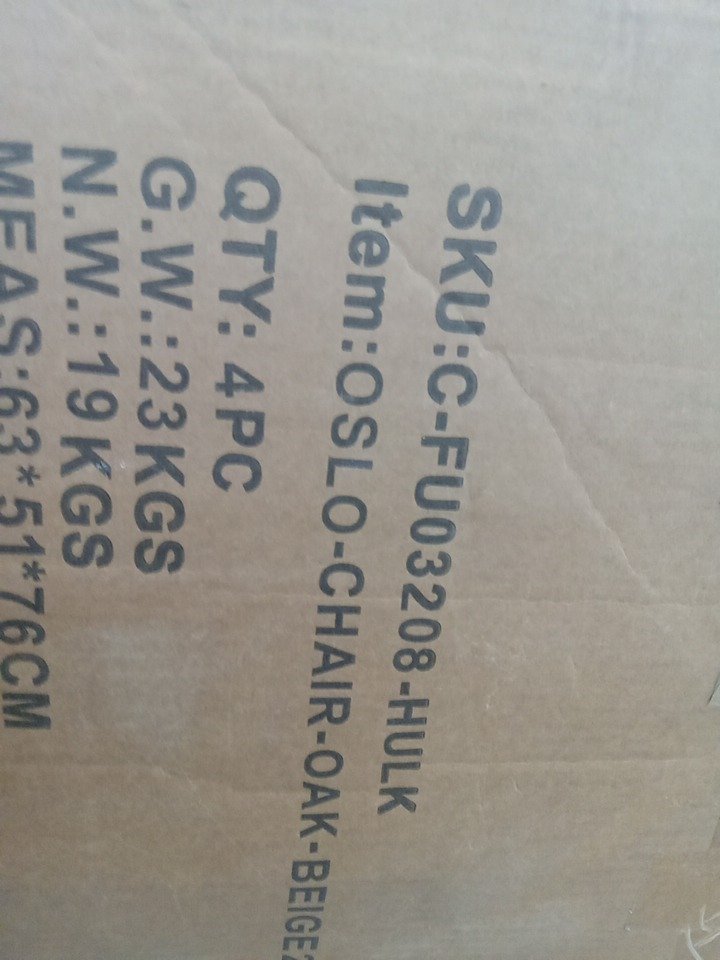 SKU:C-FU03208-HULK
Item:OSLO-CHAIR-OAK-BEIGE
QTY: 4PC
G.W.:23KGS
N.W.:19KGS
MEAS:63*51*76CM